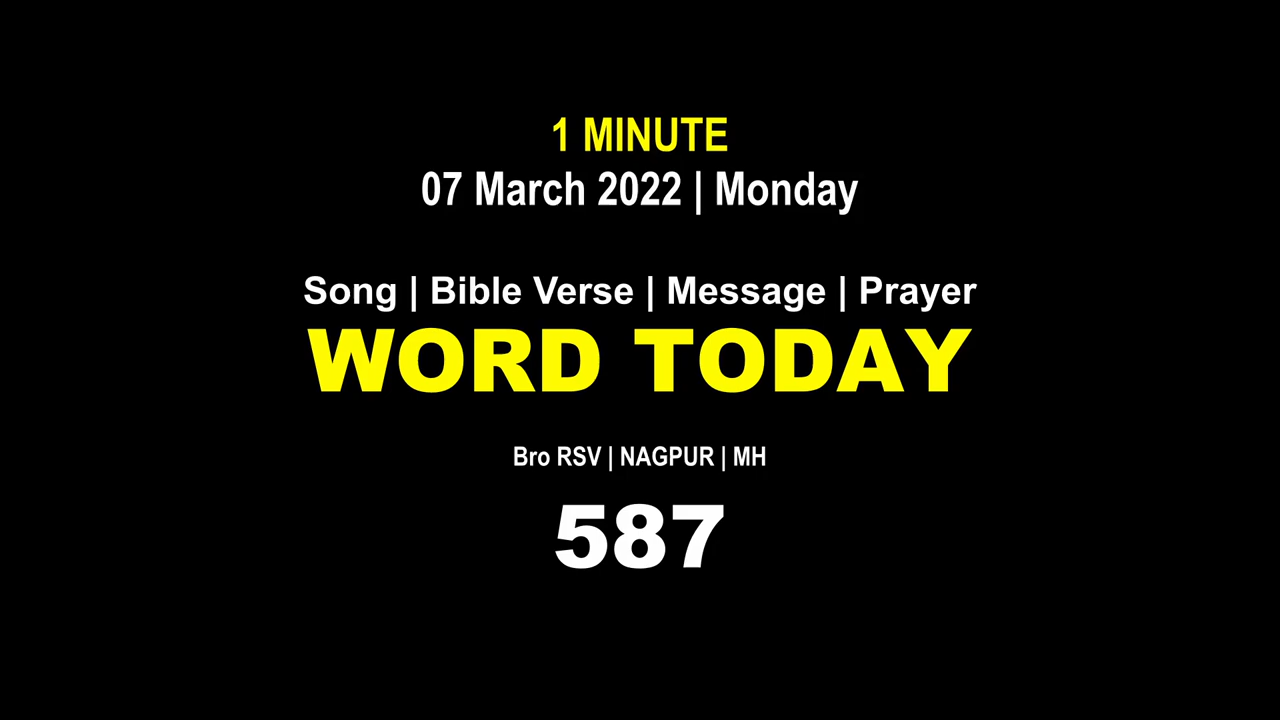 1 MINUTE
07 March 2022 | Monday
Song | Bible Verse | Message | Prayer
WORD TODAY
Bro RSV | NAGPUR | MH
587